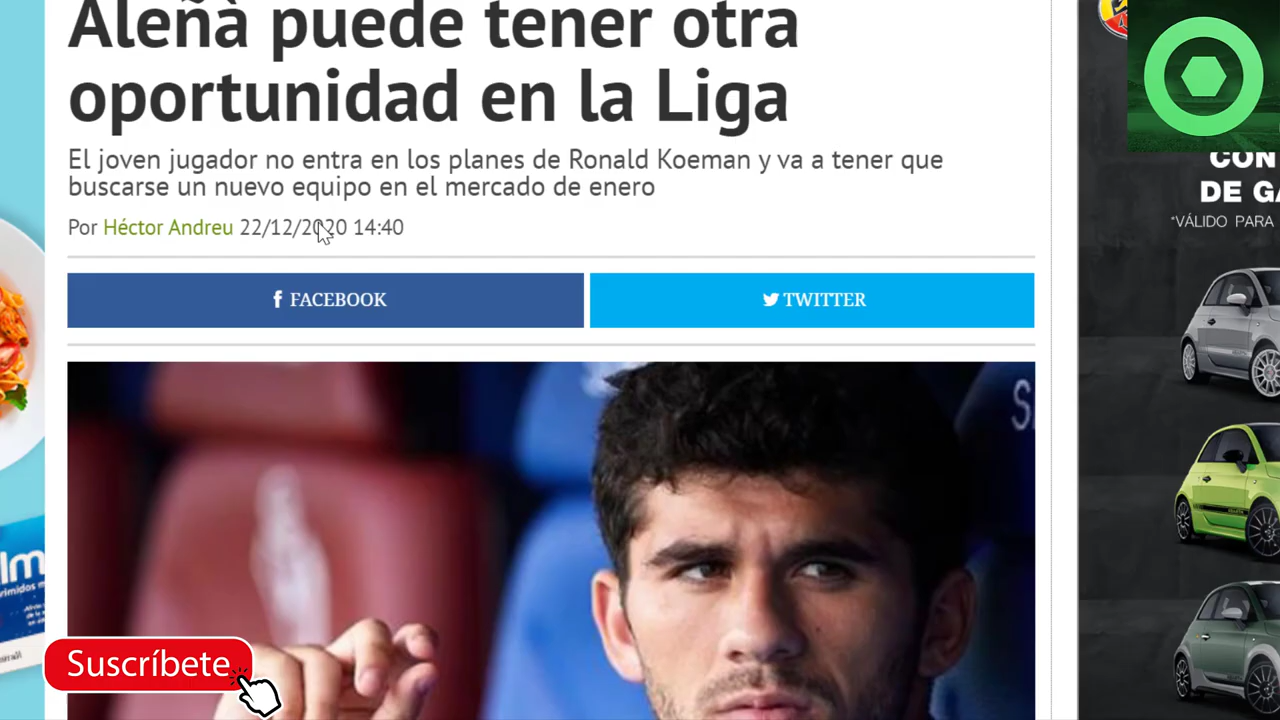 Aleñà puede tener otra
oportunidad en la Liga
El joven jugador no entra en los planes de Ronald Koeman y va a tener que
buscarse un nuevo equipo en el mercado de enero
Por Héctor Andreu 22/12/2020 14:40
FACEBOOK
TWITTER
CON
DE GA
*VÁLIDO PARA
S
lm
Suscríbete